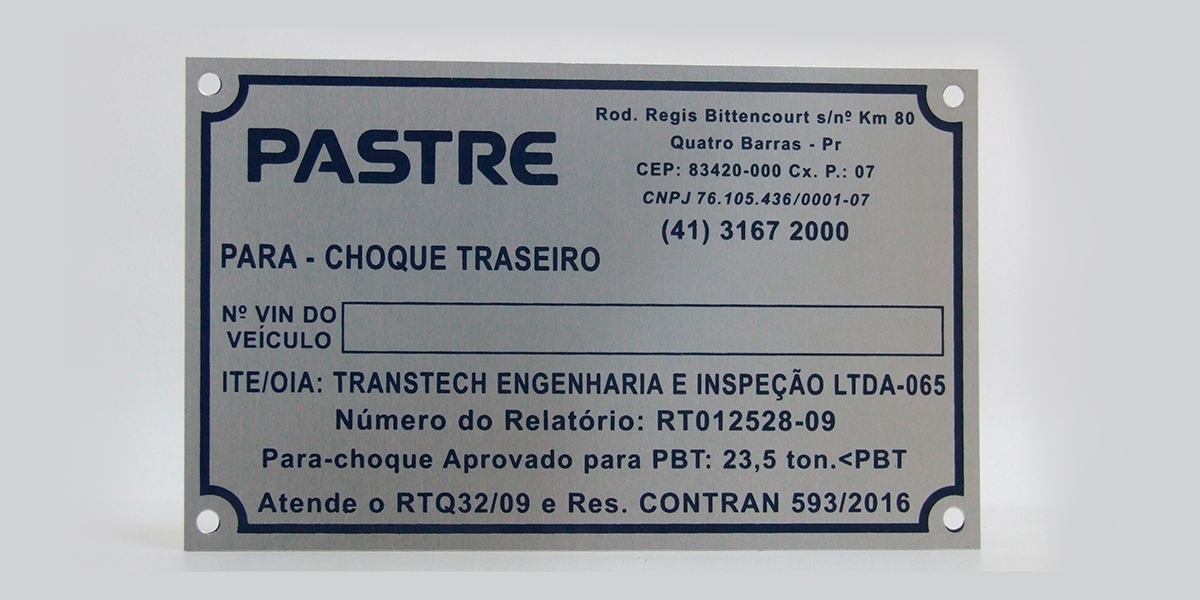 PASTRE
Rod. Regis Bittencourt s/nº Km 80
Quatro Barras - Pr
CEP: 83420-000 Cx. P.: 07
CNPJ 76.105.436/0001-07
(41) 3167 2000
PARA - CHOQUE TRASEIRO
Nº VIN DO
VEÍCULO
ITE/OIA: TRANSTECH ENGENHARIA E INSPEÇÃO LTDA-065
Número do Relatório: RT012528-09
Para-choque Aprovado para PBT: 23,5 ton.<PBT
Atende o RTQ32/09 e Res. CONTRAN 593/2016